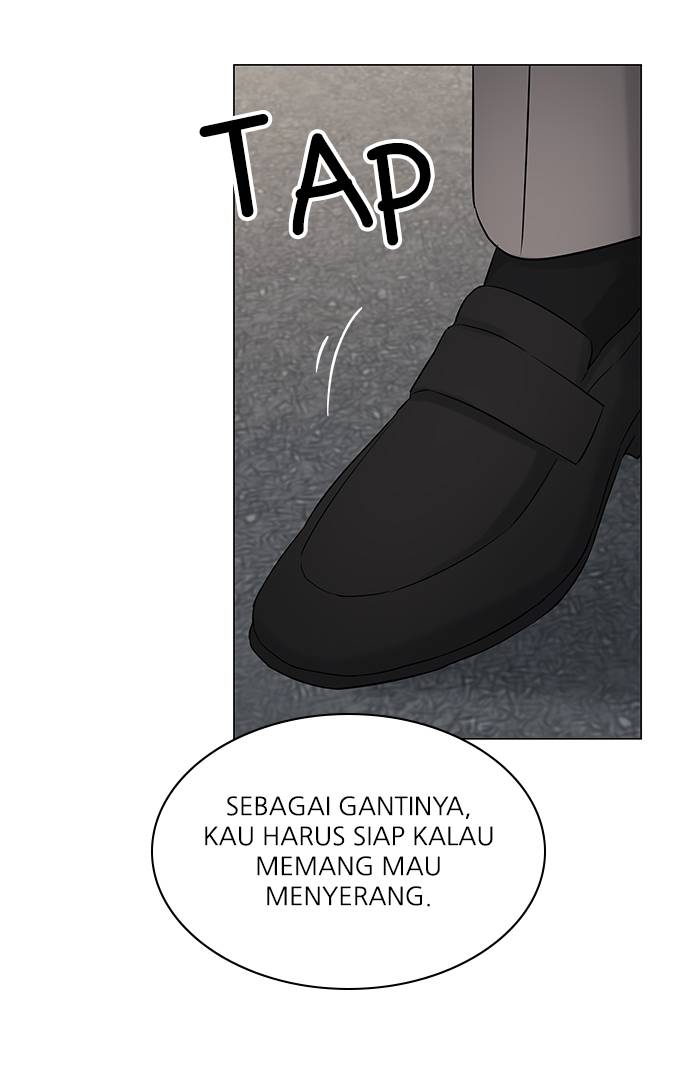 TAP
SEBAGAI GANTINYA,
KAU HARUS SIAP KALAU
MEMANG MAU
MENYERANG.